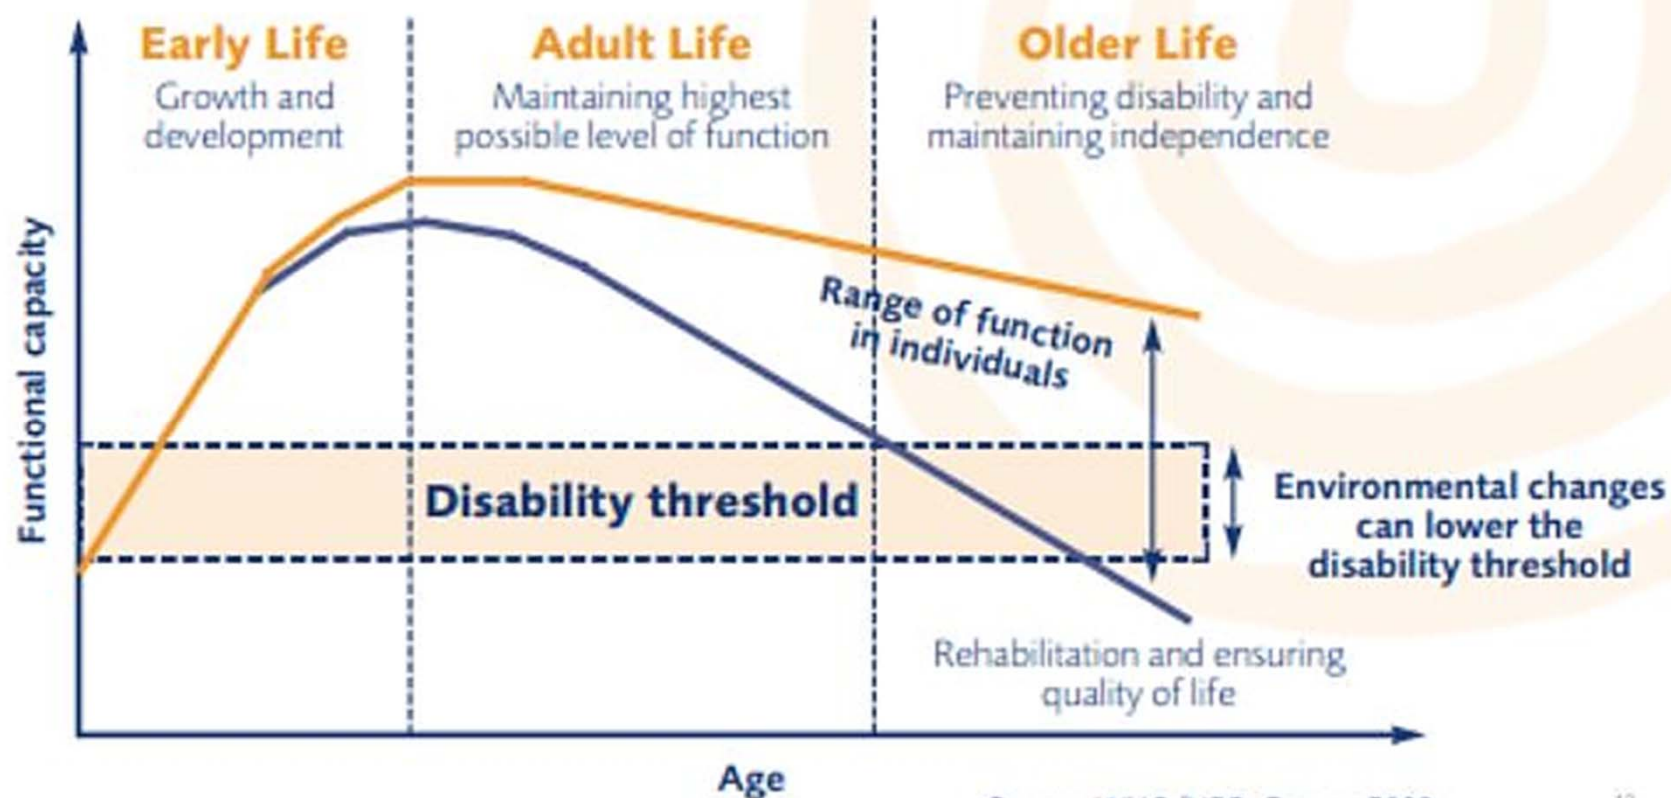 Early Life
Growth and
development
Adult Life
Maintaining highest
possible level of function
Older Life
Preventing disability and
maintaining independence
Functional capacity
Range of function
in individuals
Disability threshold
Environmental changes
can lower the
disability threshold
Rehabilitation and ensuring
quality of life
Age